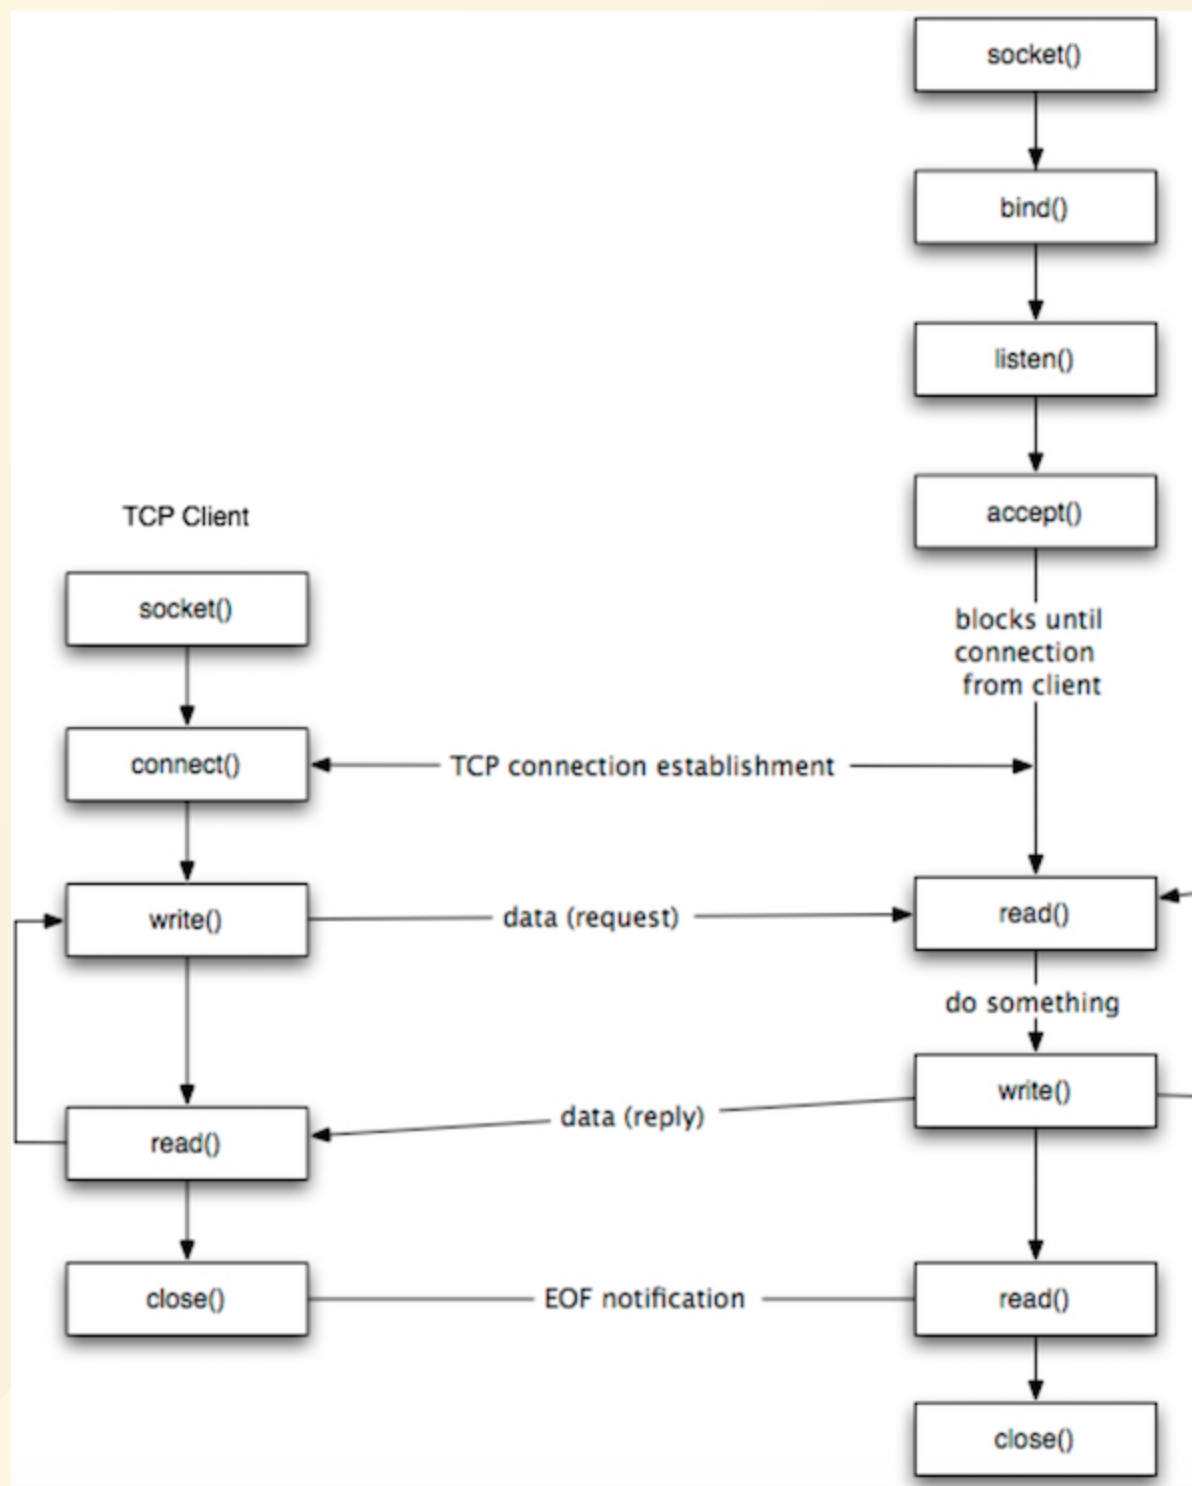 socket()
bind()
listen()
accept()
TCP Client
socket()
blocks until
connection
from client
connect()
TCP connection establishment
write()
data (request)
read()
do something
write()
data (reply)
read()
close()
EOF notification
read()
close()